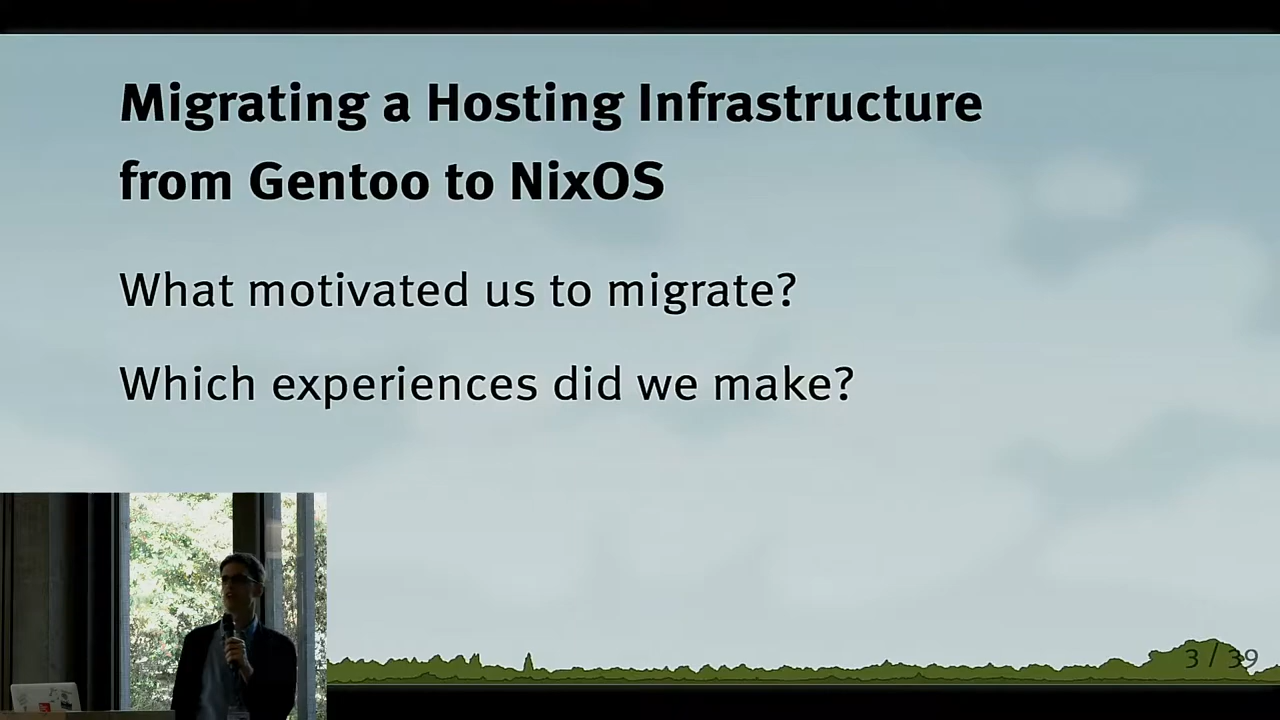 Migrating a Hosting Infrastructure
from Gentoo to NixOS
What motivated us to migrate?
Which experiences did we make?
3 / 39